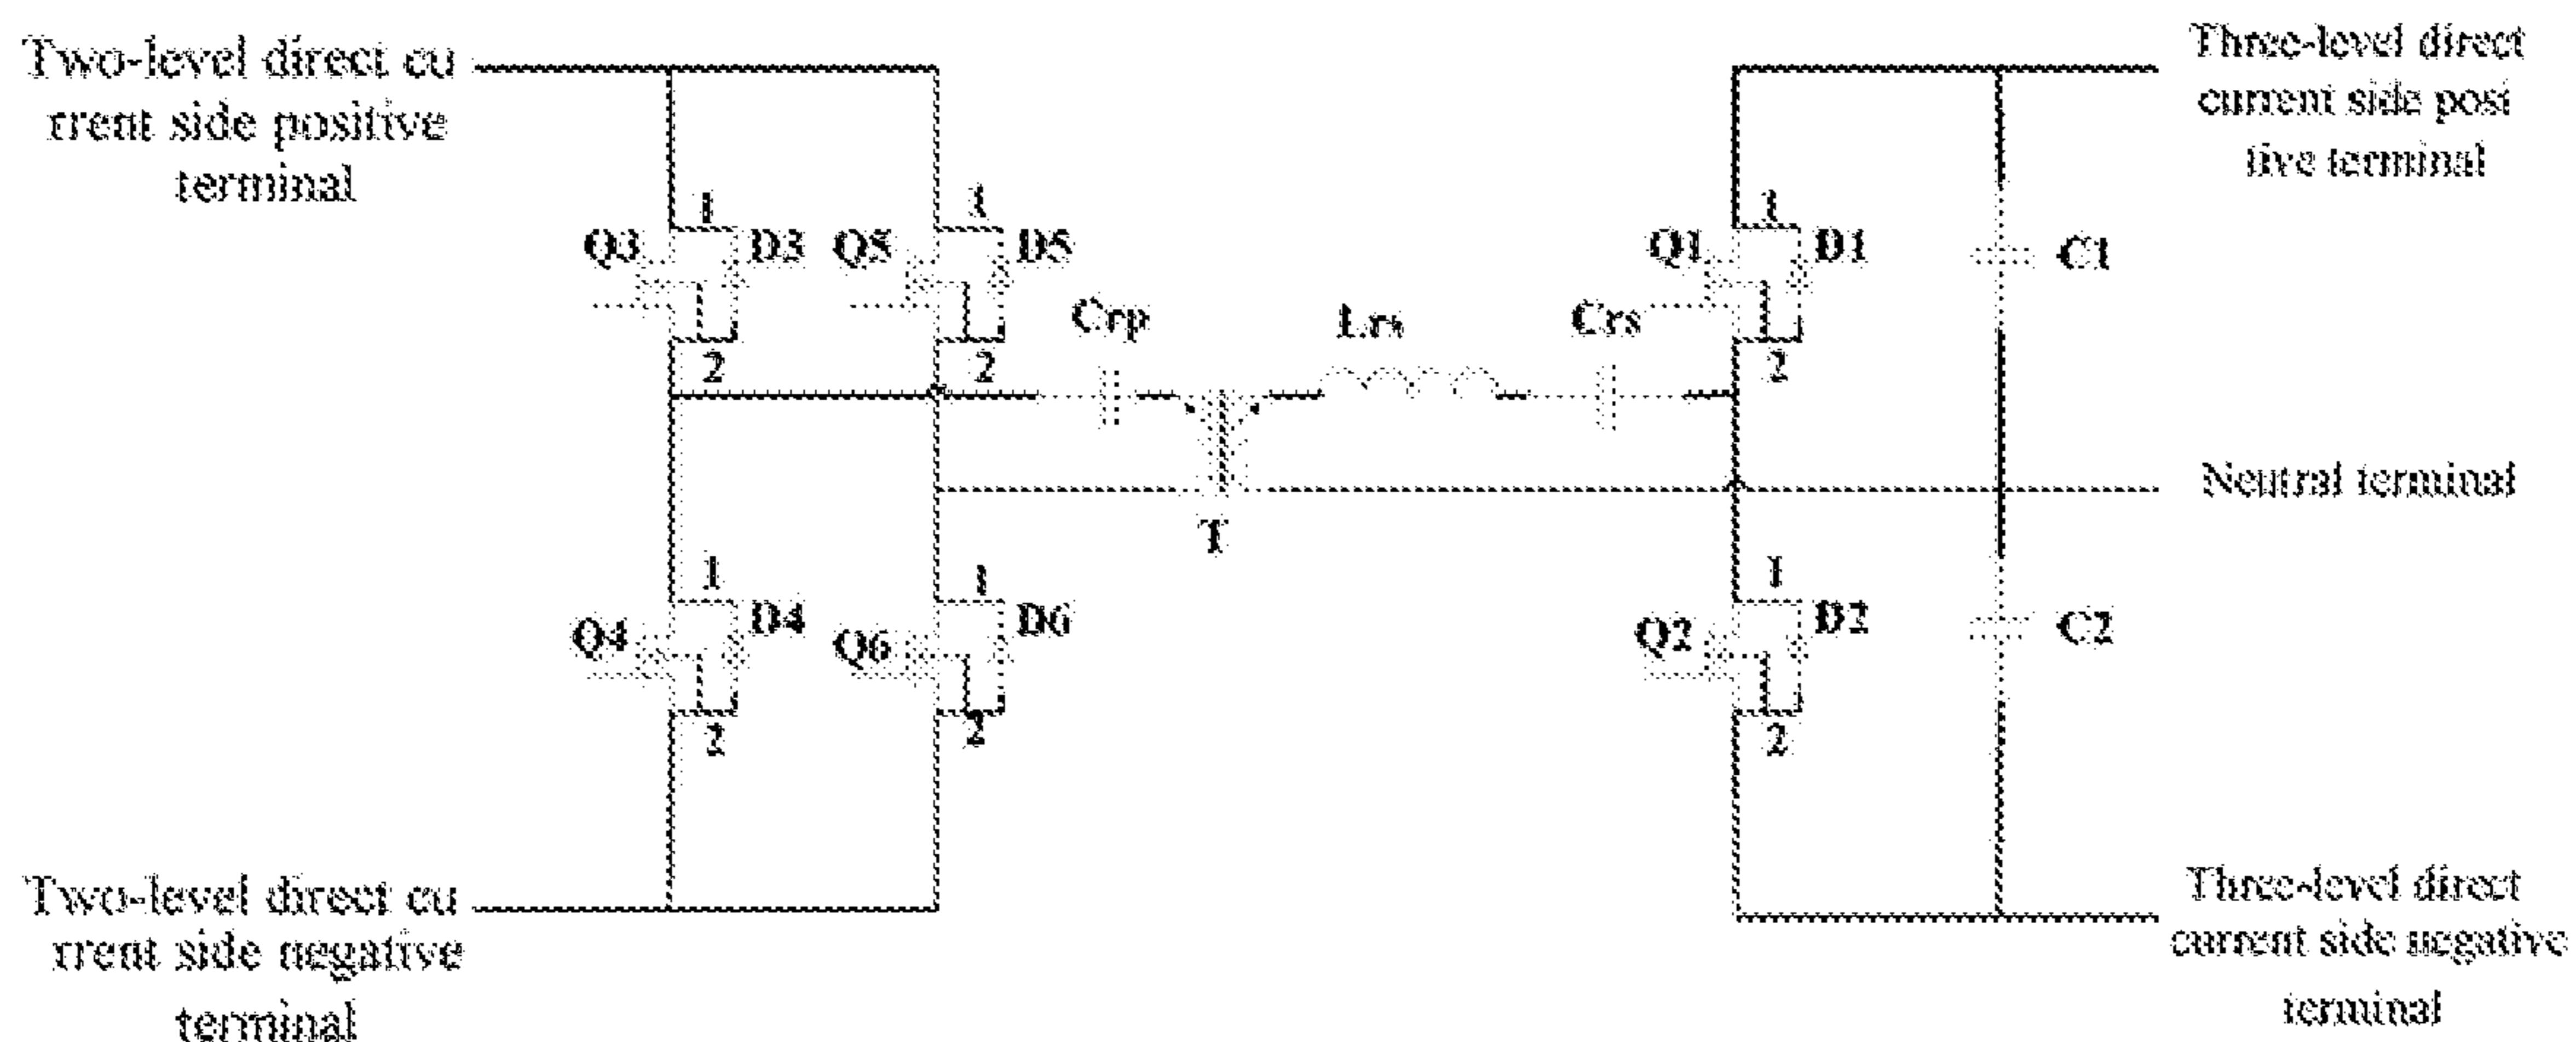 Two-level direct cu
rrent side positive
terminal
Three-level direct
current side posi
tive terminal
1
1
1
Q3
D3
Q5
D5
Q1
D1
C1
Crp
Lrs
Crs
2
2
2
Neutral terminal
T
1
1
1
Q4
D4
Q6
D6
Q2
D2
C2
2
2
2
Two-level direct cu
rrent side negative
terminal
Three-level direct
current side negative
terminal